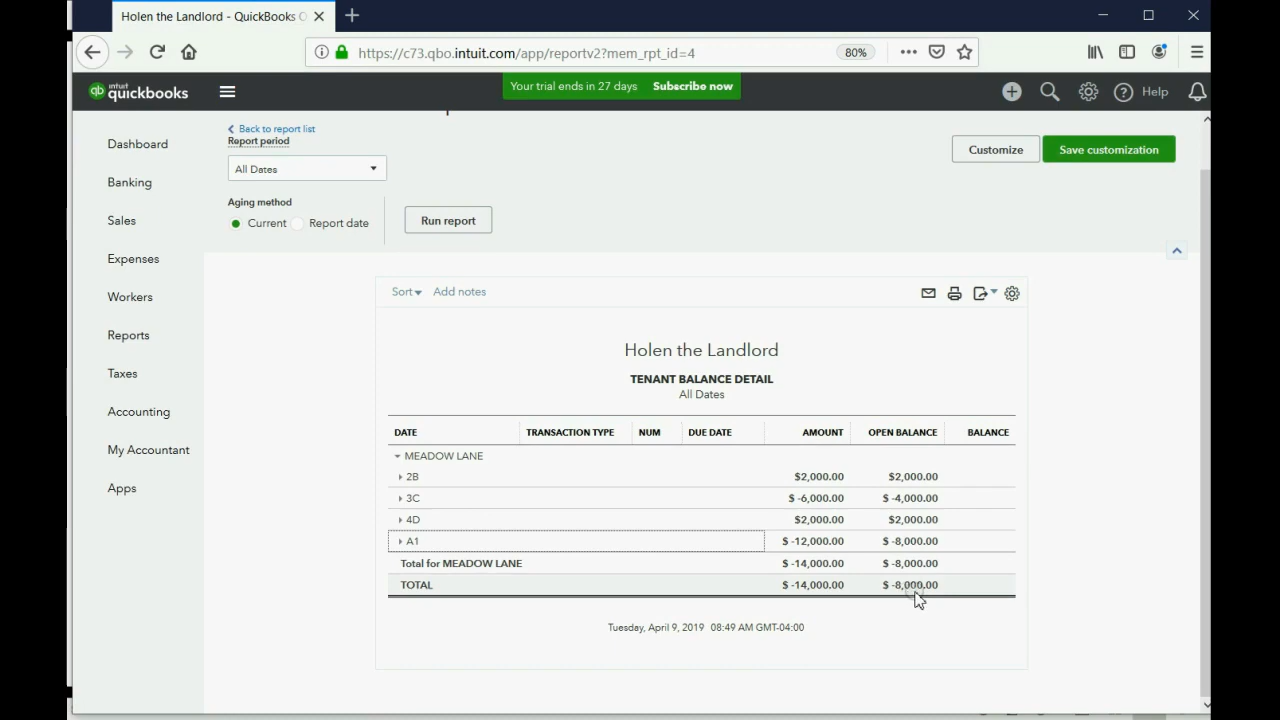 Holen the Landlord - QuickBooks O
https://c73.qbo.intuit.com/app/reportv2?mem_rpt_id=4
80%
qb intuit quickbooks
Your trial ends in 27 days Subscribe now
Help
Dashboard
Banking
Sales
Expenses
Workers
Reports
Taxes
Accounting
My Accountant
Apps
Back to report list
Report period
All Dates
Customize
Save customization
Aging method
Current Report date
Run report
Sort Add notes
Holen the Landlord
TENANT BALANCE DETAIL
All Dates
DATE TRANSACTION TYPE NUM DUE DATE AMOUNT OPEN BALANCE BALANCE
MEADOW LANE
2B $2,000.00 $2,000.00
3C $ -6,000.00 $ -4,000.00
4D $2,000.00 $2,000.00
A1 $ -12,000.00 $ -8,000.00
Total for MEADOW LANE $ -14,000.00 $ -8,000.00
TOTAL $ -14,000.00 $ -8,000.00
Tuesday, April 9, 2019 08:49 AM GMT-04:00